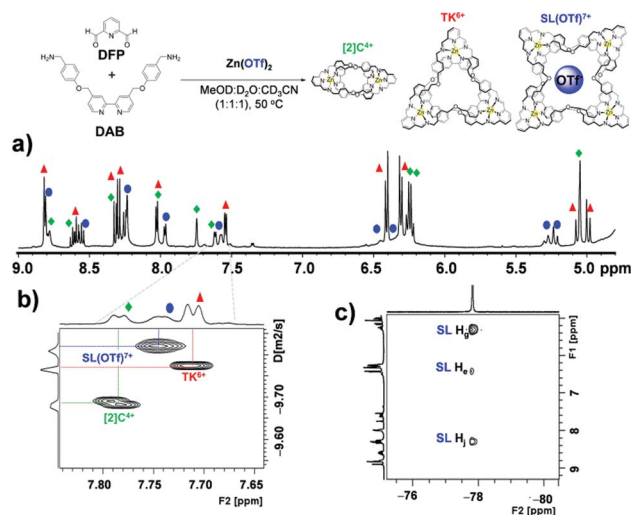 DFP
+
DAB
H₂N
NH₂
Zn(OTf)₂
MeOD:D₂O:CD₃CN
(1:1:1), 50 ºC
[2]C⁴⁺
TK⁶⁺
SL(OTf)⁷⁺
OTf⁻
a)
9.0 8.5 8.0 7.5 7.0 6.5 6.0 5.5 5.0 ppm
b)
SL(OTf)⁷⁺
TK⁶⁺
[2]C⁴⁺
D[m2/s]
−9.70
−9.60
7.80 7.75 7.70 7.65
F2 [ppm]
c)
SL Hg
SL He
SL Hj
F1 [ppm]
7
8
9
−76 −78 −80
F2 [ppm]